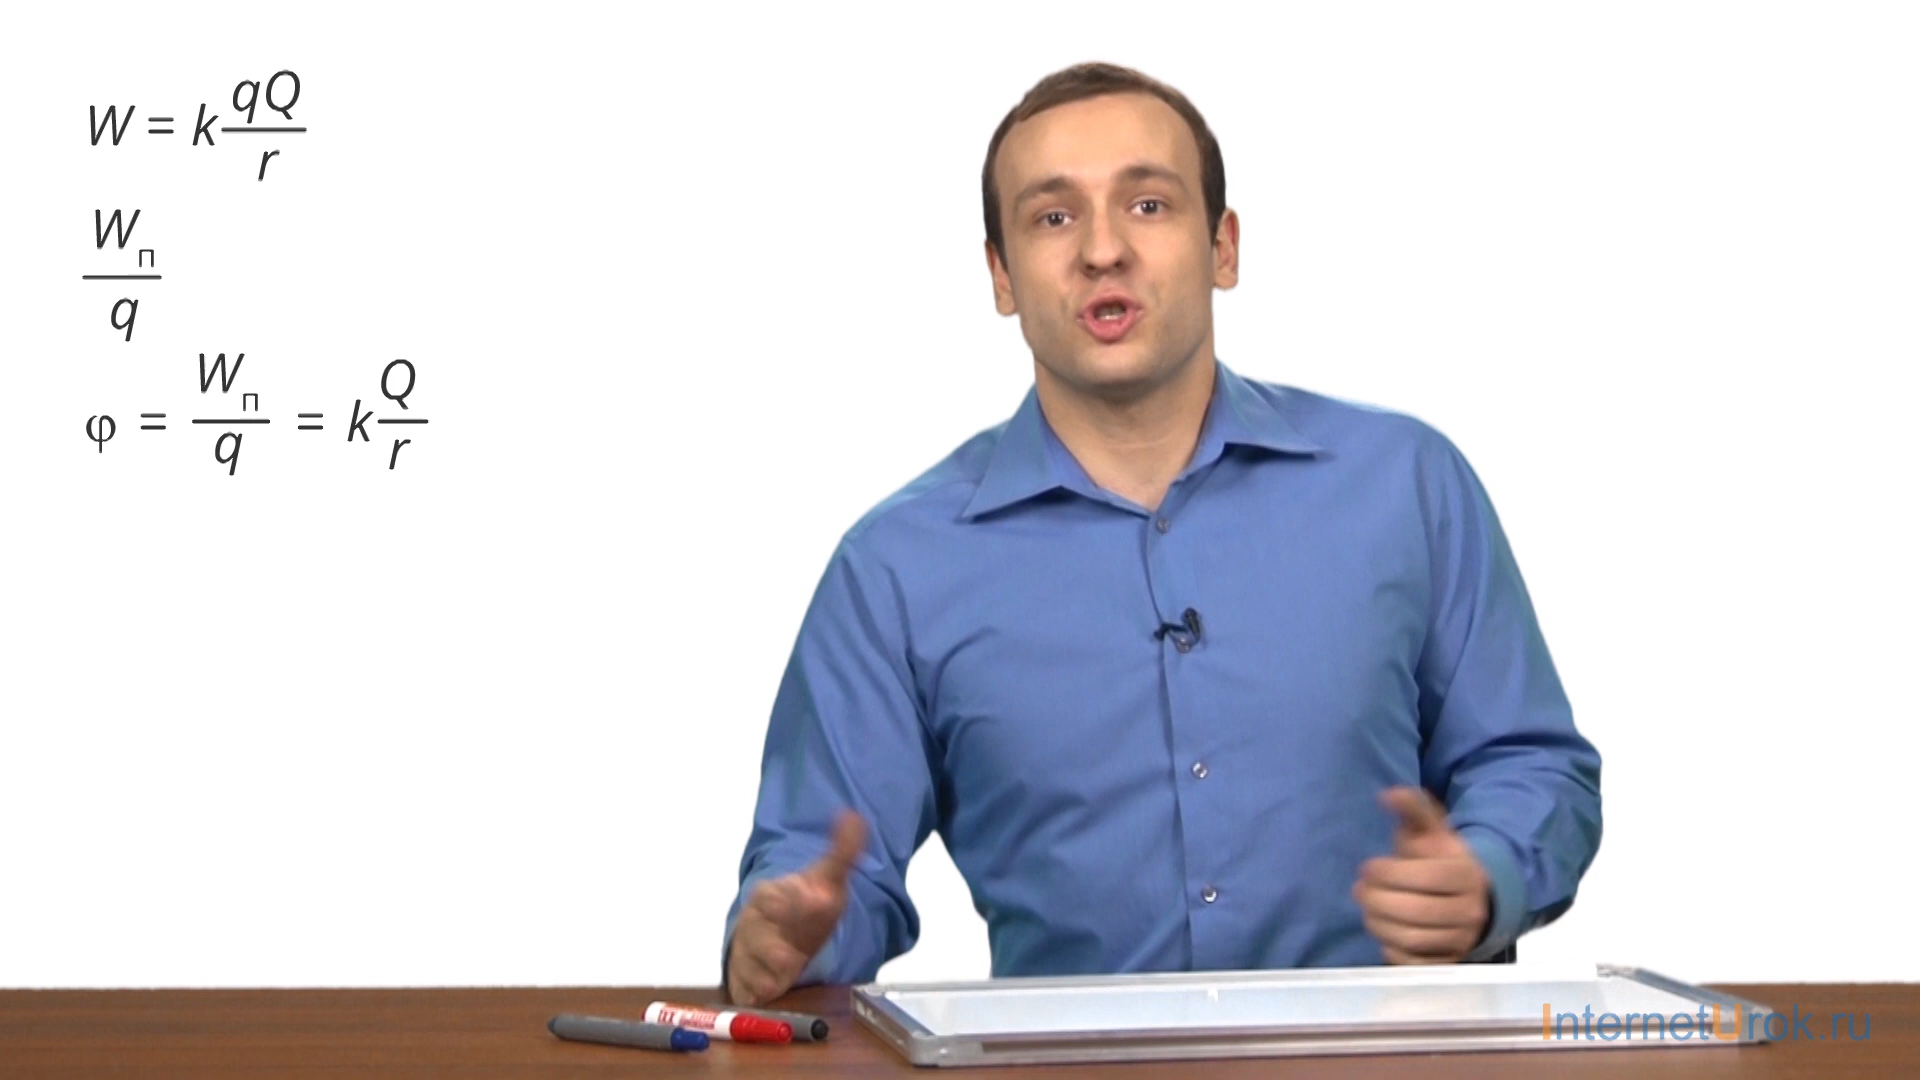 W = k qQ/r
Wп/q
φ = Wп/q = k Q/r
InternetUrok.ru